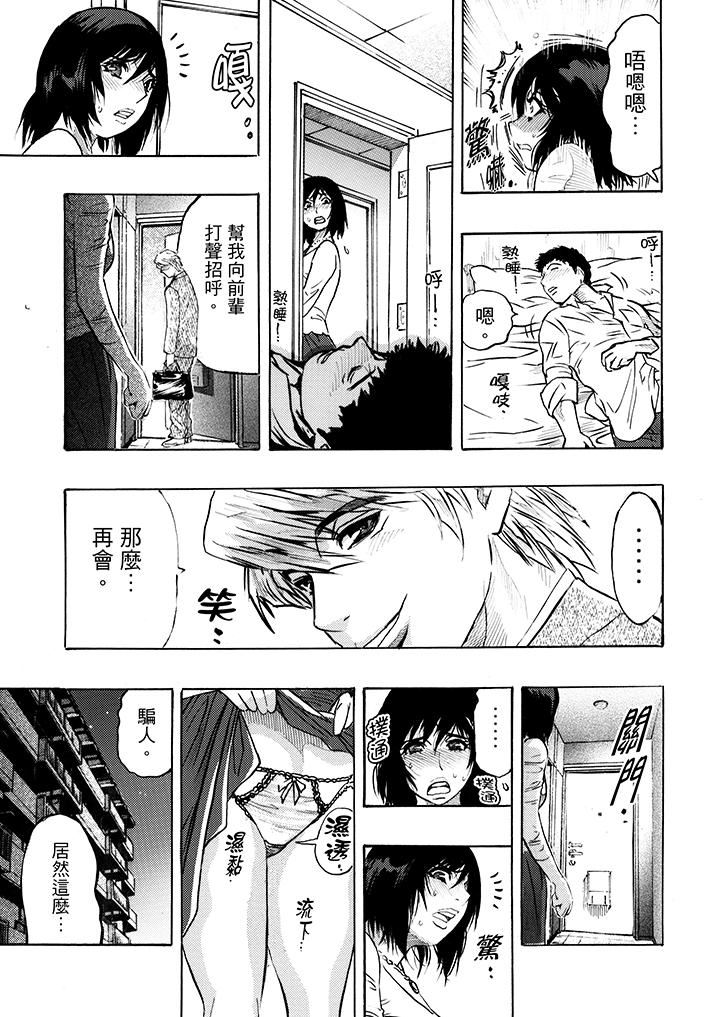 唔嗯嗯…
驚
嚇…
嘎…
呼—…
熟睡—…
嗯。
嘎吱…
呼—…
熟睡—…
幫我向前輩
打聲招呼。
……
笑…
那麼…
再會。
關門…
……
撲通
撲通
驚…
濕透…
濕黏…
流下…
騙人。
居然這麼…